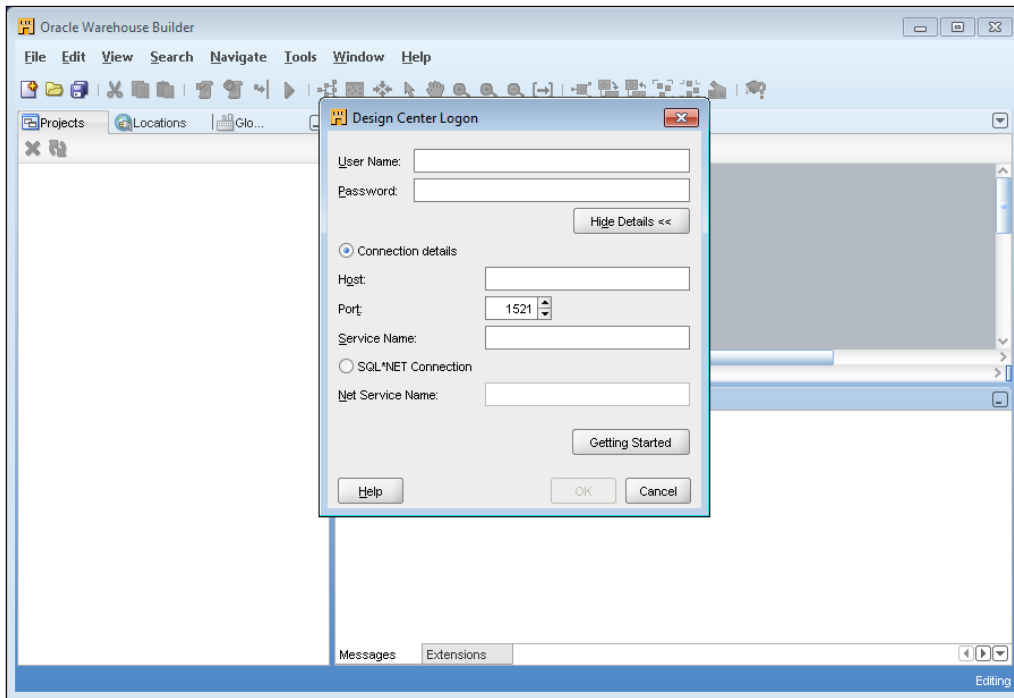 Oracle Warehouse Builder
File Edit View Search Navigate Tools Window Help
Projects Locations Glo...
Design Center Logon
User Name:
Password:
Hide Details <<
Connection details
Host:
Port: 1521
Service Name:
SQL*NET Connection
Net Service Name:
Getting Started
Help OK Cancel
Messages Extensions
Editing